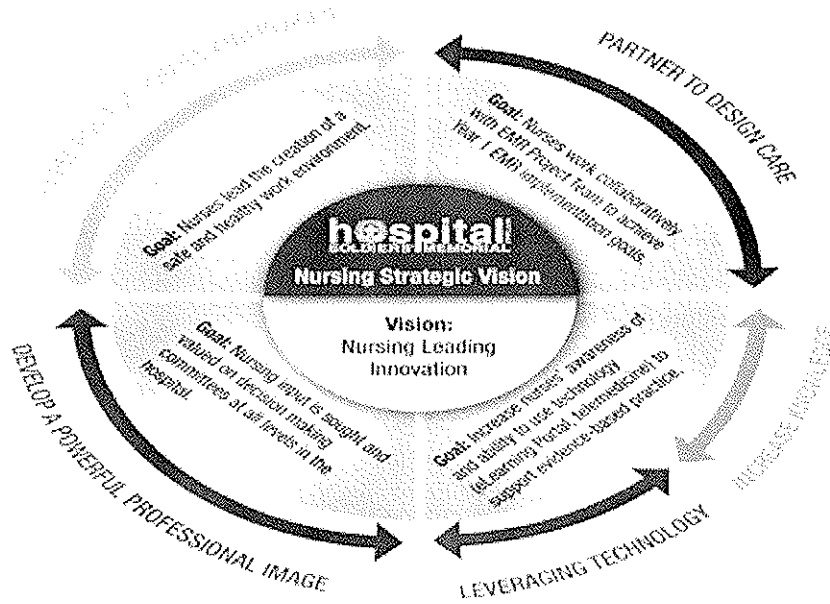 PARTNER TO DESIGN CARE
Goal: Nurses lead the creation of a
safe and healthy work environment.
Goal: Nurses work collaboratively
with EMR Project Team to achieve
Year 1 EMR implementation goals.
hospital
SOLDIERS' MEMORIAL
Nursing Strategic Vision
Vision:
Nursing Leading
Innovation
Goal: Nursing input is sought and
valued on decision making
committees at all levels in the
hospital.
Goal: Increase nurses' awareness of
and ability to use technology
(eLearning Portal, telemedicine) to
support evidence-based practice.
DEVELOP A POWERFUL PROFESSIONAL IMAGE
LEVERAGING TECHNOLOGY
INCREASE